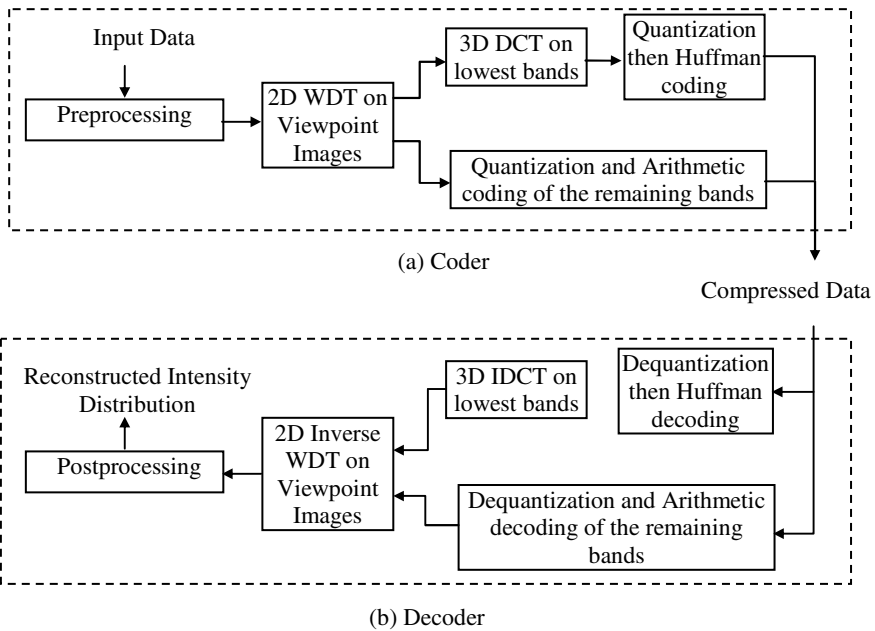 Input Data
Preprocessing
2D WDT on
Viewpoint
Images
3D DCT on
lowest bands
Quantization
then Huffman
coding
Quantization and Arithmetic
coding of the remaining bands
(a) Coder
Compressed Data
Reconstructed Intensity
Distribution
Postprocessing
2D Inverse
WDT on
Viewpoint
Images
3D IDCT on
lowest bands
Dequantization
then Huffman
decoding
Dequantization and Arithmetic
decoding of the remaining
bands
(b) Decoder